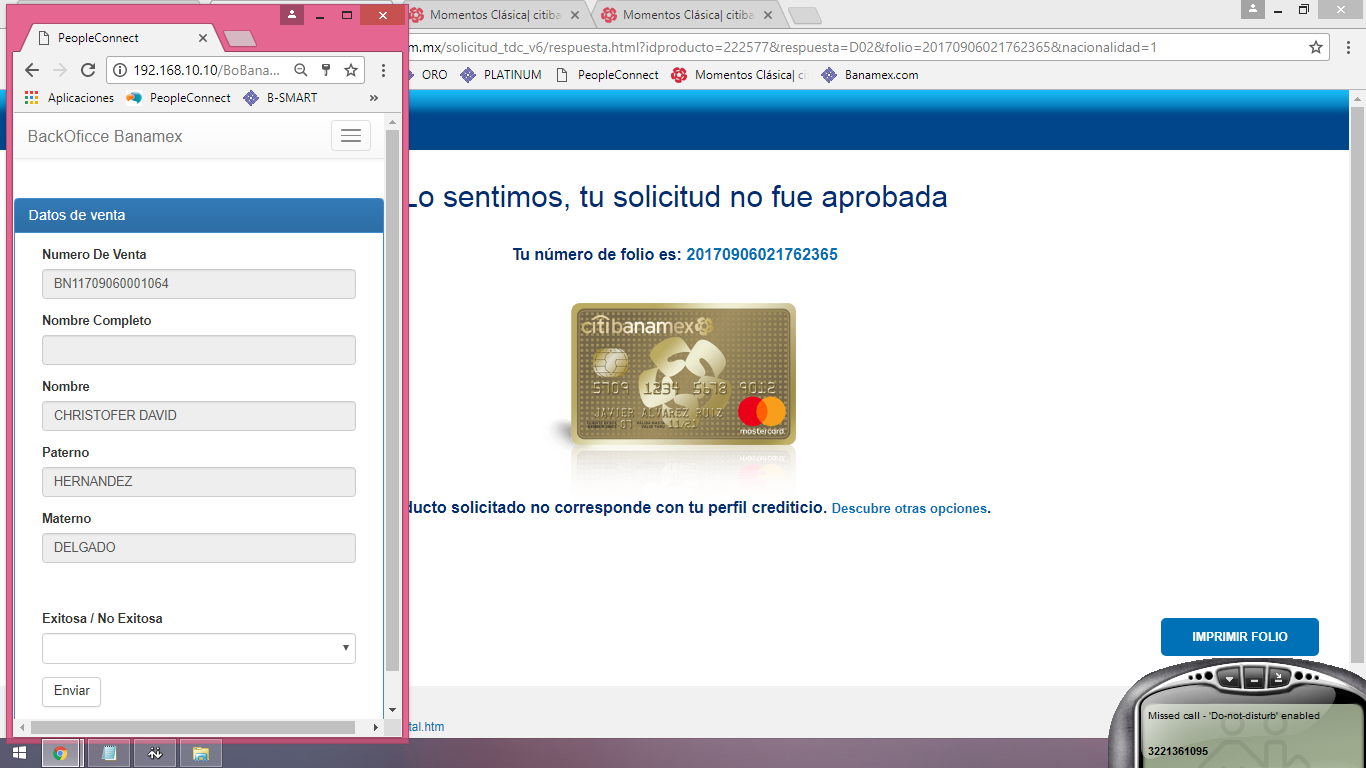 PeopleConnect
192.168.10.10/BoBana...
Aplicaciones PeopleConnect B-SMART »
BackOficce Banamex
Datos de venta
Numero De Venta
BN11709060001064
Nombre Completo
Nombre
CHRISTOFER DAVID
Paterno
HERNANDEZ
Materno
DELGADO
Exitosa / No Exitosa
Enviar
Momentos Clásica| citiba
Momentos Clásica| citiba
m.mx/solicitud_tdc_v6/respuesta.html?idproducto=222577&respuesta=D02&folio=20170906021762365&nacionalidad=1
ORO PLATINUM PeopleConnect Momentos Clásica| ci Banamex.com
Lo sentimos, tu solicitud no fue aprobada
Tu número de folio es: 20170906021762365
citibanamex
5709 1234 5678 9012
JAVIER ALVAREZ RUIZ
07 11/21
mastercard
ducto solicitado no corresponde con tu perfil crediticio. Descubre otras opciones.
IMPRIMIR FOLIO
tal.htm
Missed call - 'Do-not-disturb' enabled
3221361095